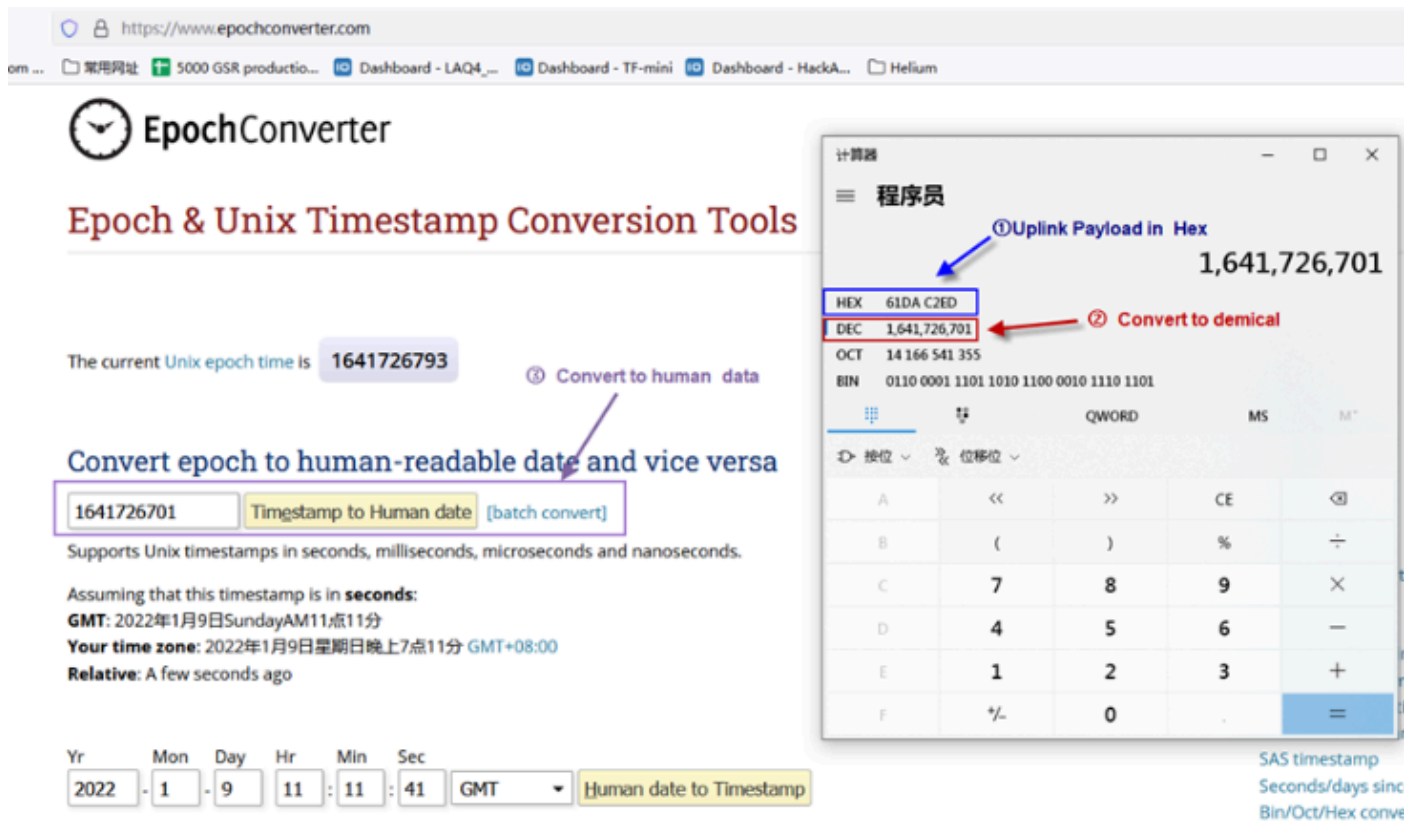 https://www.epochconverter.com
om ... 常用网址 5000 GSR productio... IO Dashboard - LAQ4_... IO Dashboard - TF-mini IO Dashboard - HackA... Helium
EpochConverter
Epoch & Unix Timestamp Conversion Tools
The current Unix epoch time is 1641726793
③ Convert to human data
Convert epoch to human-readable date and vice versa
1641726701 Timestamp to Human date [batch convert]
Supports Unix timestamps in seconds, milliseconds, microseconds and nanoseconds.
Assuming that this timestamp is in seconds:
GMT: 2022年1月9日SundayAM11点11分
Your time zone: 2022年1月9日星期日晚上7点11分 GMT+08:00
Relative: A few seconds ago
Yr Mon Day Hr Min Sec
2022 - 1 - 9 11 : 11 : 41 GMT Human date to Timestamp
计算器
程序员
①Uplink Payload in Hex
1,641,726,701
HEX 61DA C2ED
DEC 1,641,726,701
② Convert to demical
OCT 14 166 541 355
BIN 0110 0001 1101 1010 1100 0010 1110 1101
QWORD MS M˅
按位 位移位
A << >> CE
B ( ) % ÷
C 7 8 9 ×
D 4 5 6 −
E 1 2 3 +
F +/- 0 . =
SAS timestamp
Seconds/days sinc
Bin/Oct/Hex conve